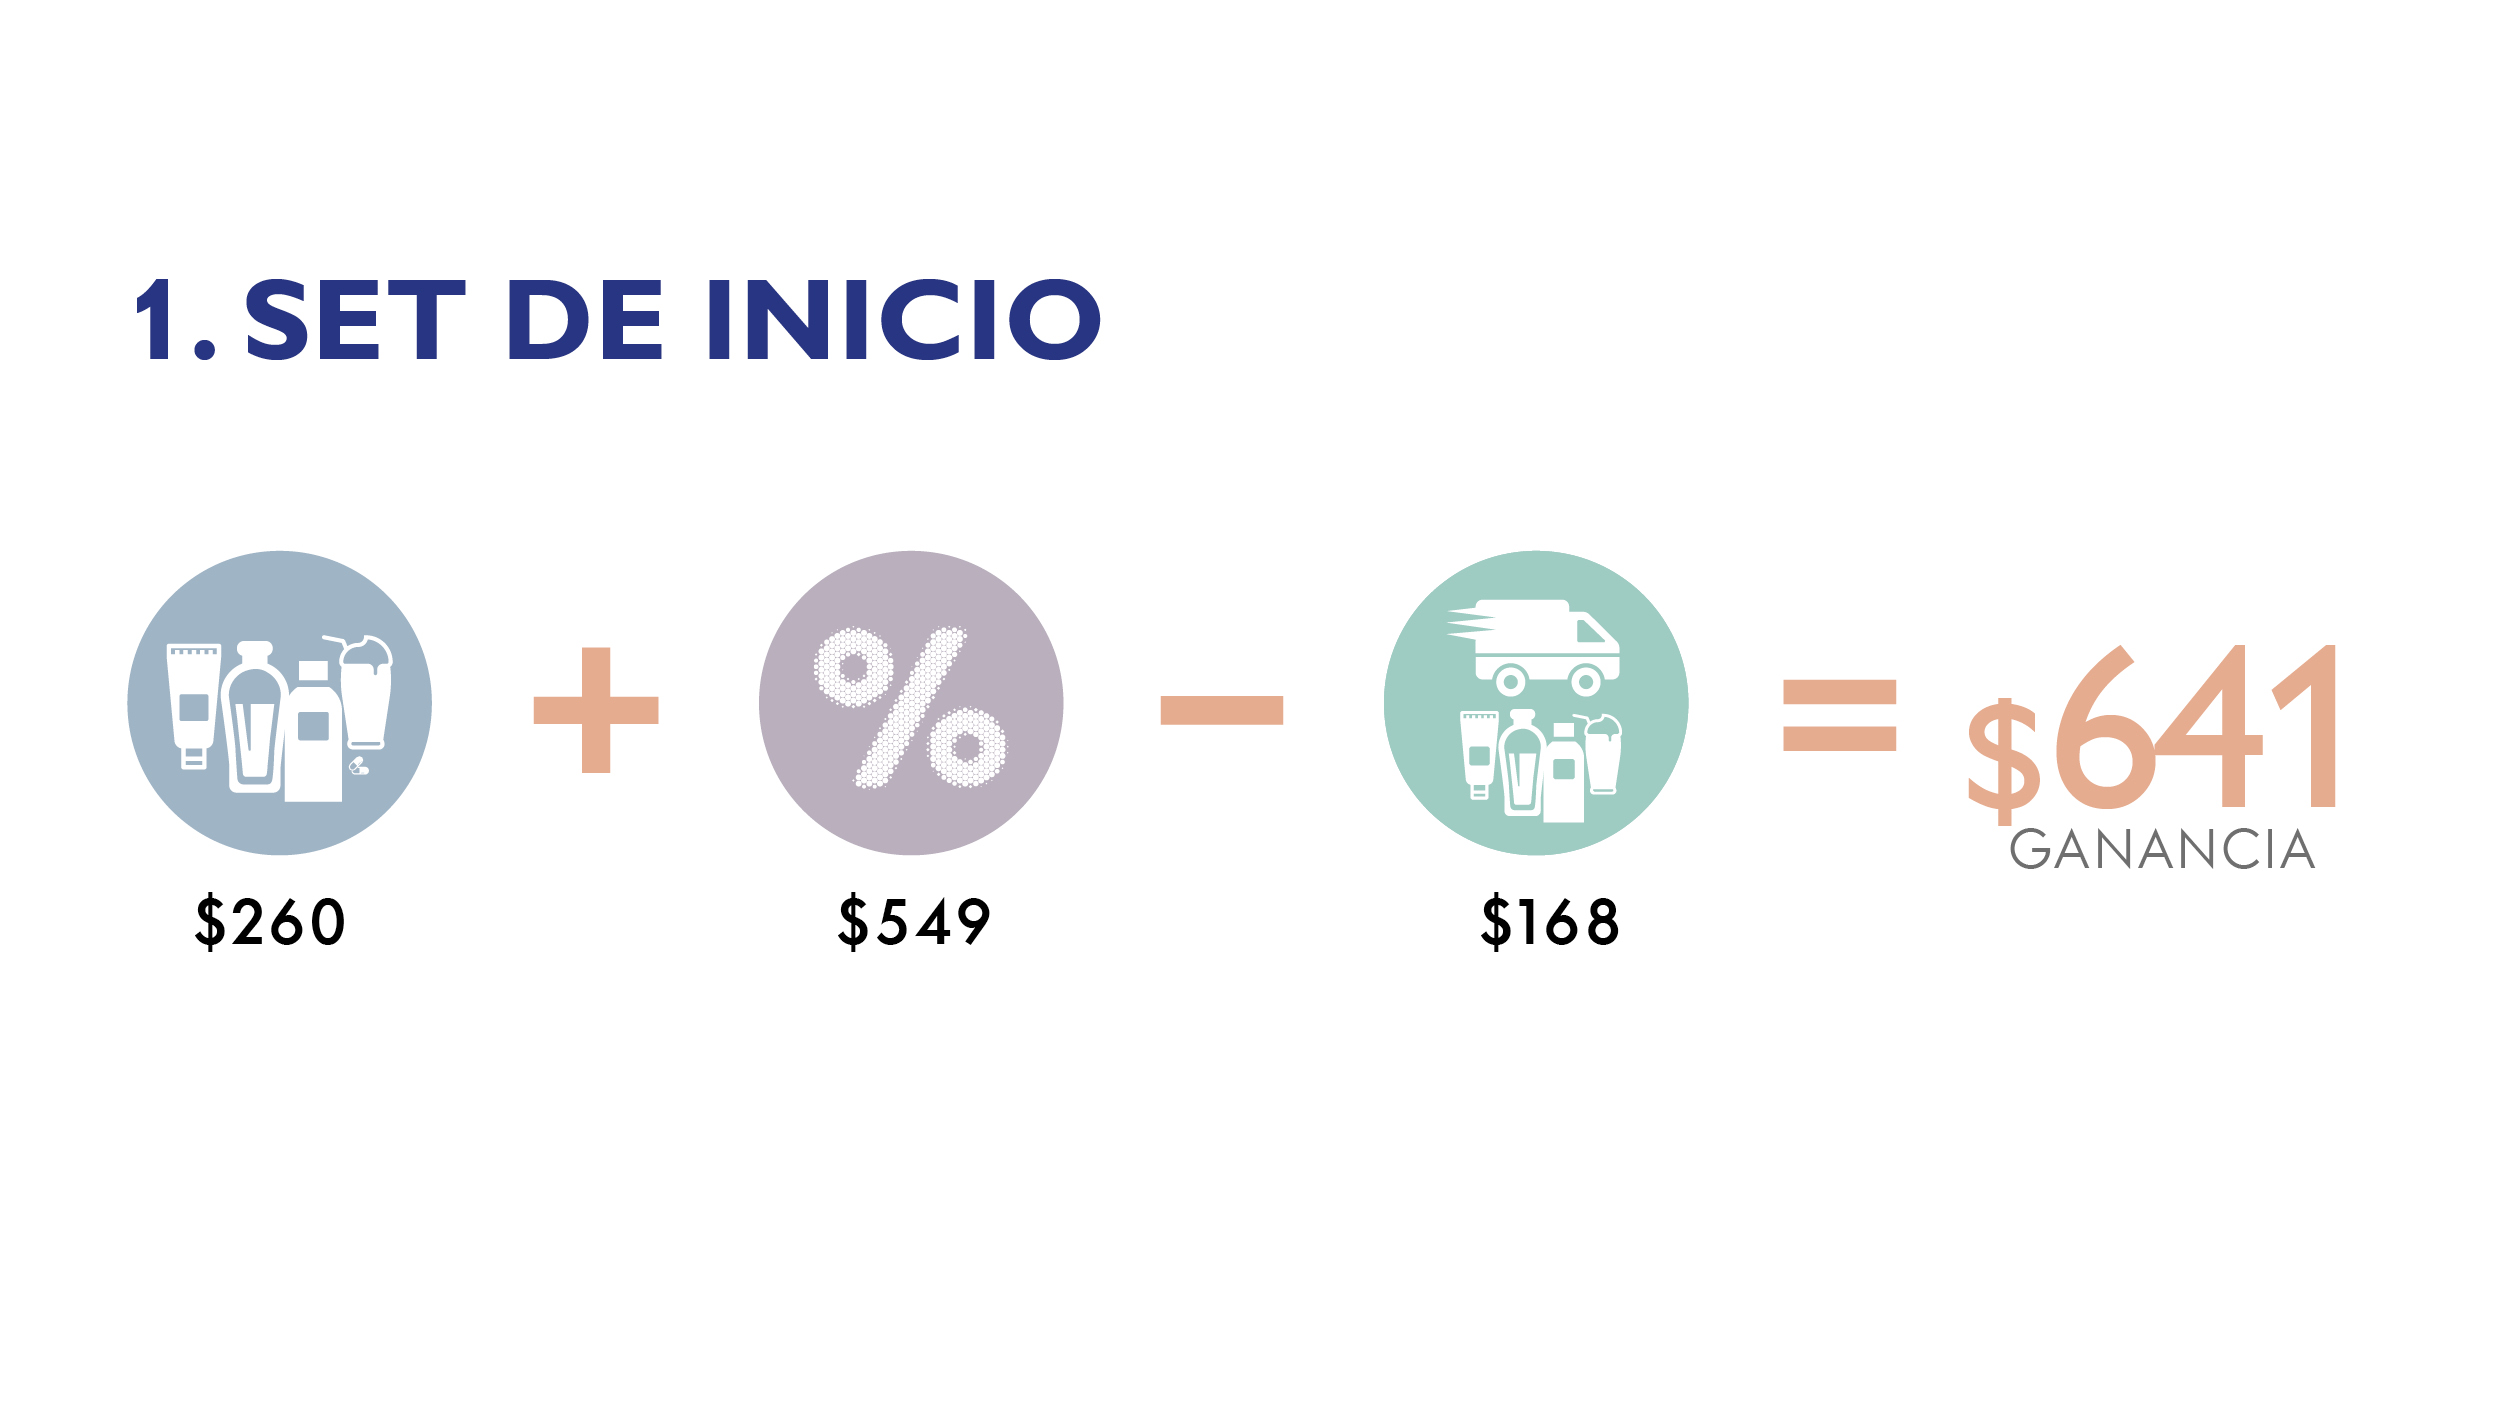 1. SET DE INICIO
+ % − = $641
GANANCIA
$260 $549 $168